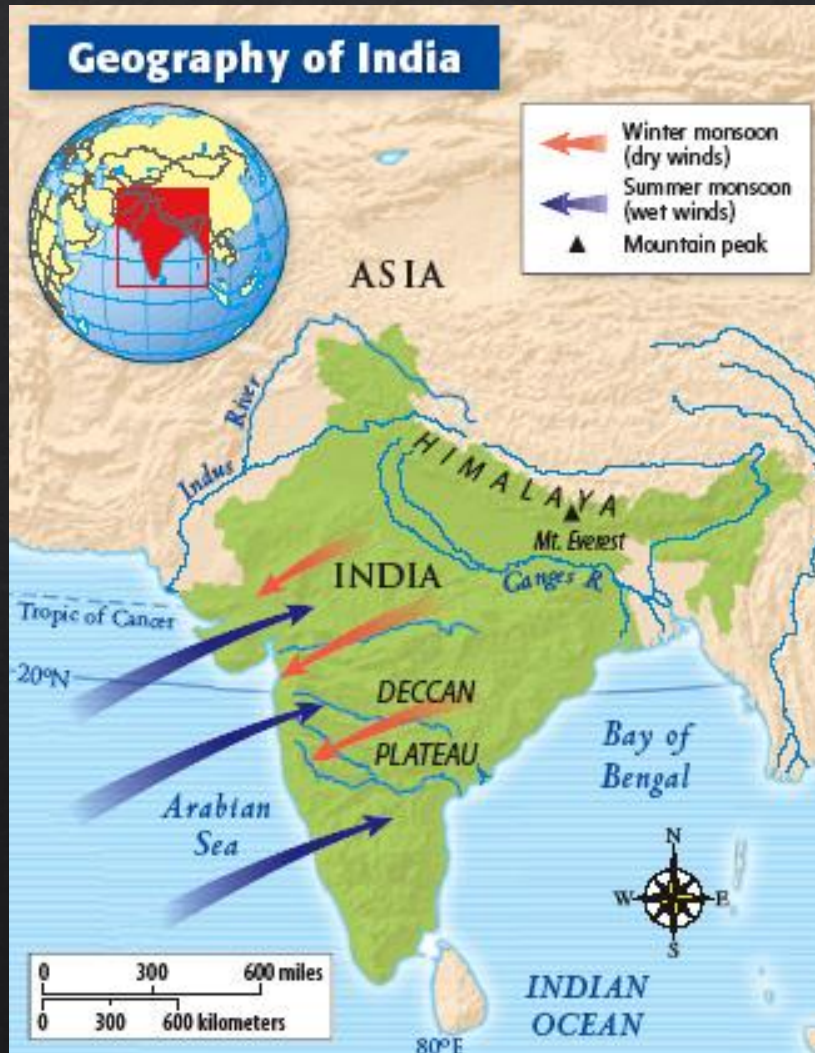 Geography of India
Winter monsoon
(dry winds)
Summer monsoon
(wet winds)
Mountain peak
ASIA
Indus River
HIMALAYA
Mt. Everest
INDIA
Ganges R
Tropic of Cancer
20°N
DECCAN
PLATEAU
Bay of
Bengal
Arabian
Sea
N
W E
S
0 300 600 miles
0 300 600 kilometers
INDIAN
OCEAN
80°E